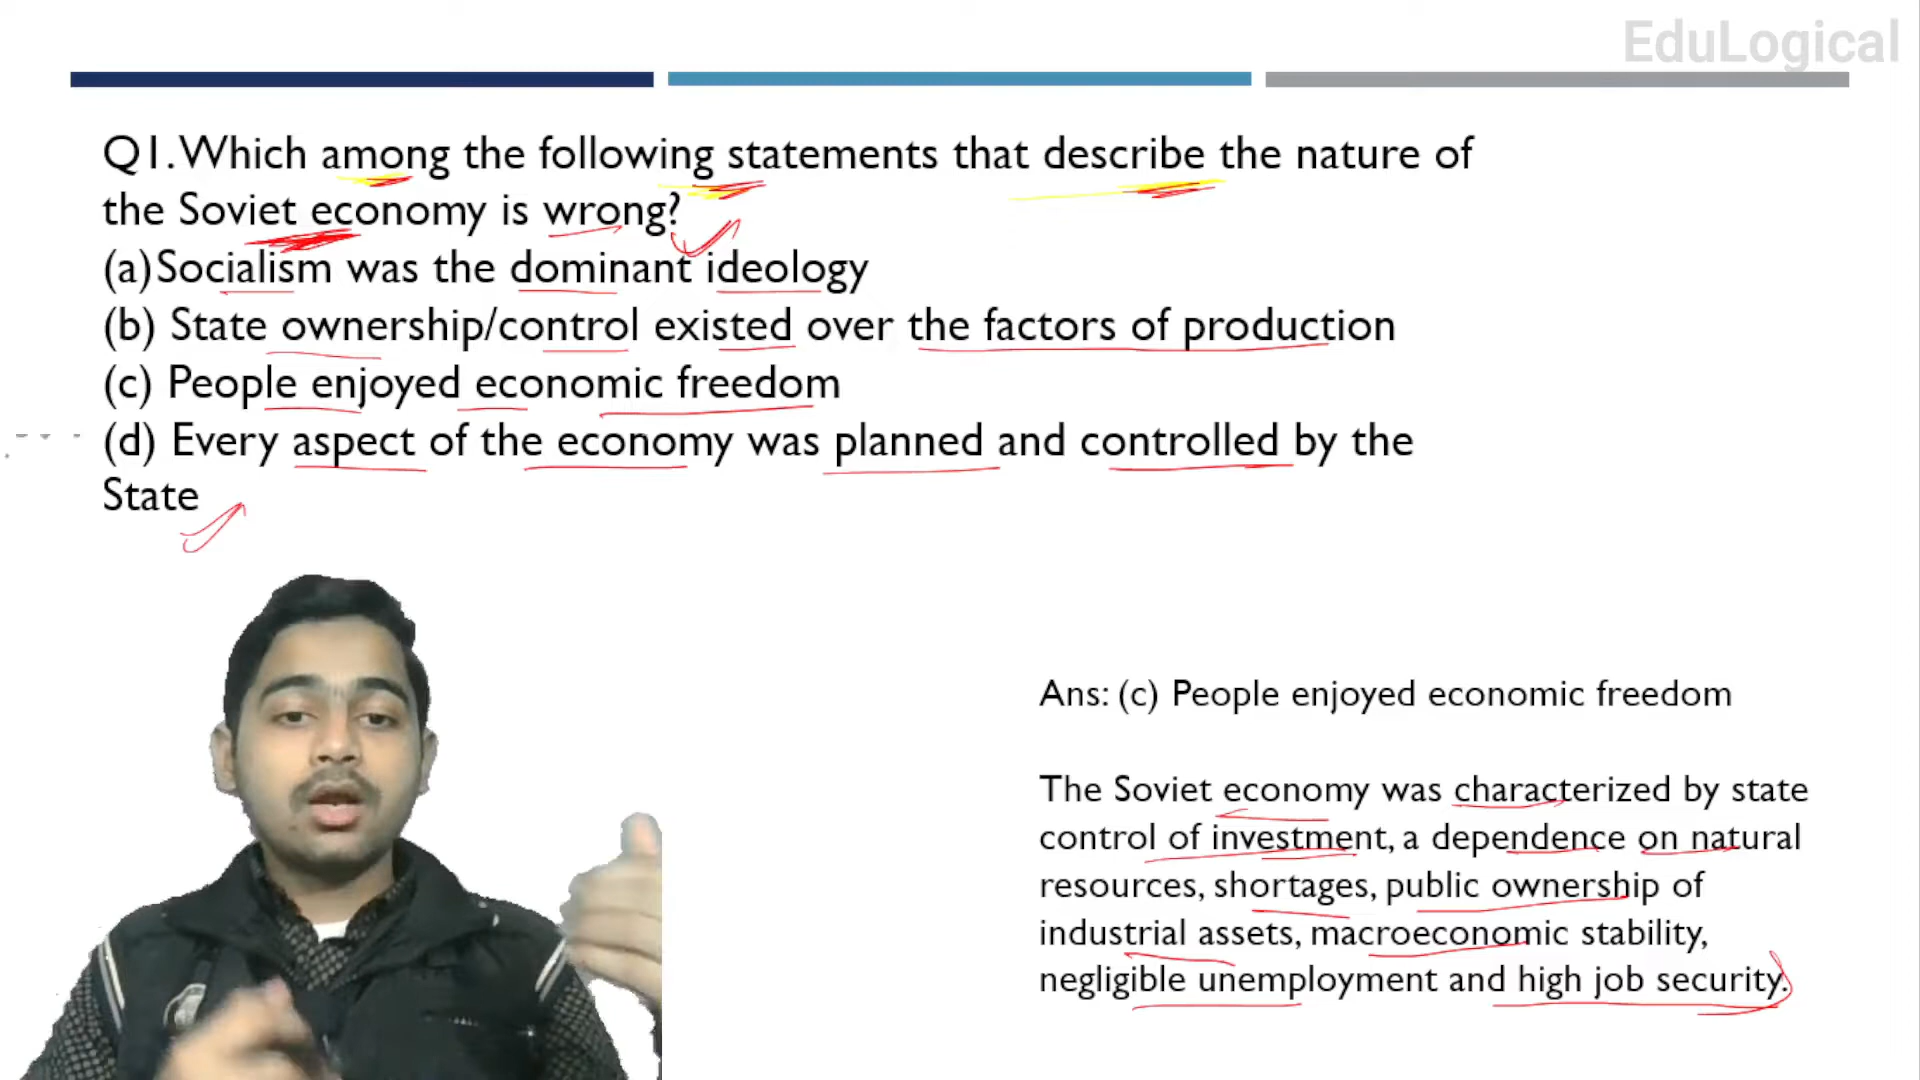 EduLogical
Q1. Which among the following statements that describe the nature of
the Soviet economy is wrong?
(a) Socialism was the dominant ideology
(b) State ownership/control existed over the factors of production
(c) People enjoyed economic freedom
(d) Every aspect of the economy was planned and controlled by the
State
Ans: (c) People enjoyed economic freedom
The Soviet economy was characterized by state
control of investment, a dependence on natural
resources, shortages, public ownership of
industrial assets, macroeconomic stability,
negligible unemployment and high job security.